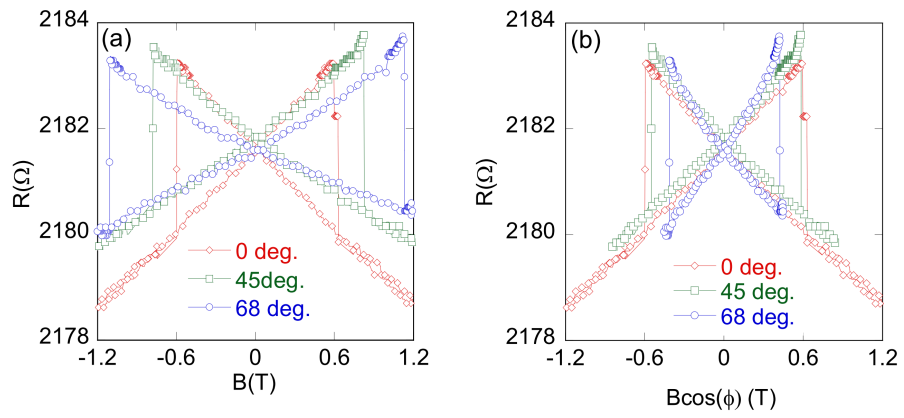 2184
(a)
2182
R(Ω)
2180
0 deg.
45deg.
68 deg.
2178
-1.2
-0.6
0
0.6
1.2
B(T)
2184
(b)
2182
R(Ω)
2180
0 deg.
45 deg.
68 deg.
2178
-1.2
-0.6
0
0.6
1.2
Bcos(ϕ) (T)